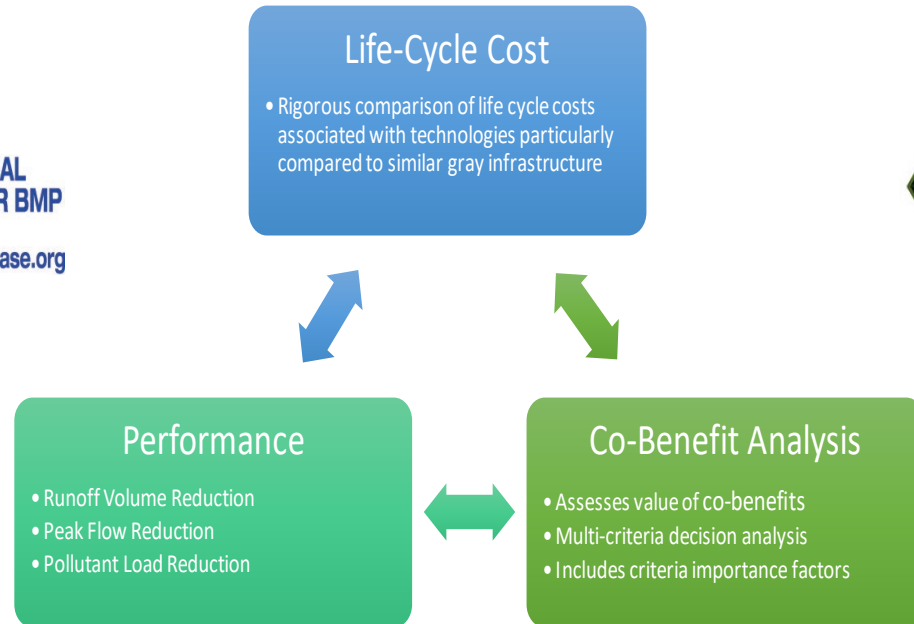 Life-Cycle Cost
• Rigorous comparison of life cycle costs
associated with technologies particularly
compared to similar gray infrastructure
AL
R BMP
ase.org
Performance
• Runoff Volume Reduction
• Peak Flow Reduction
• Pollutant Load Reduction
Co-Benefit Analysis
• Assesses value of co-benefits
• Multi-criteria decision analysis
• Includes criteria importance factors